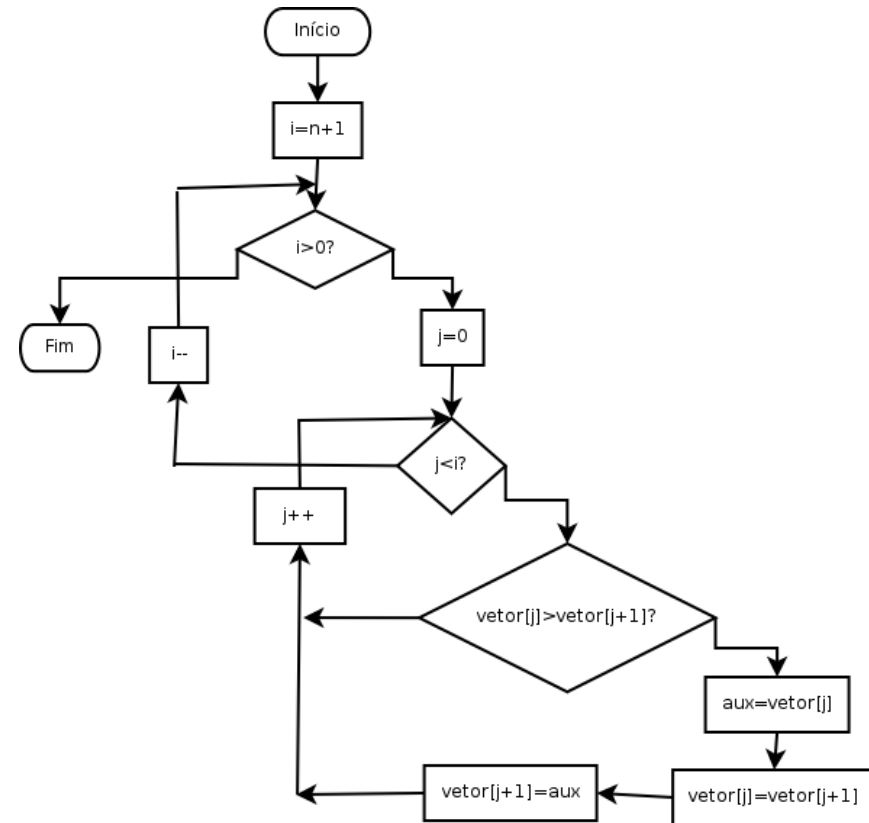 Início
i=n+1
i>0?
Fim
i--
j=0
j<i?
j++
vetor[j]>vetor[j+1]?
aux=vetor[j]
vetor[j]=vetor[j+1]
vetor[j+1]=aux